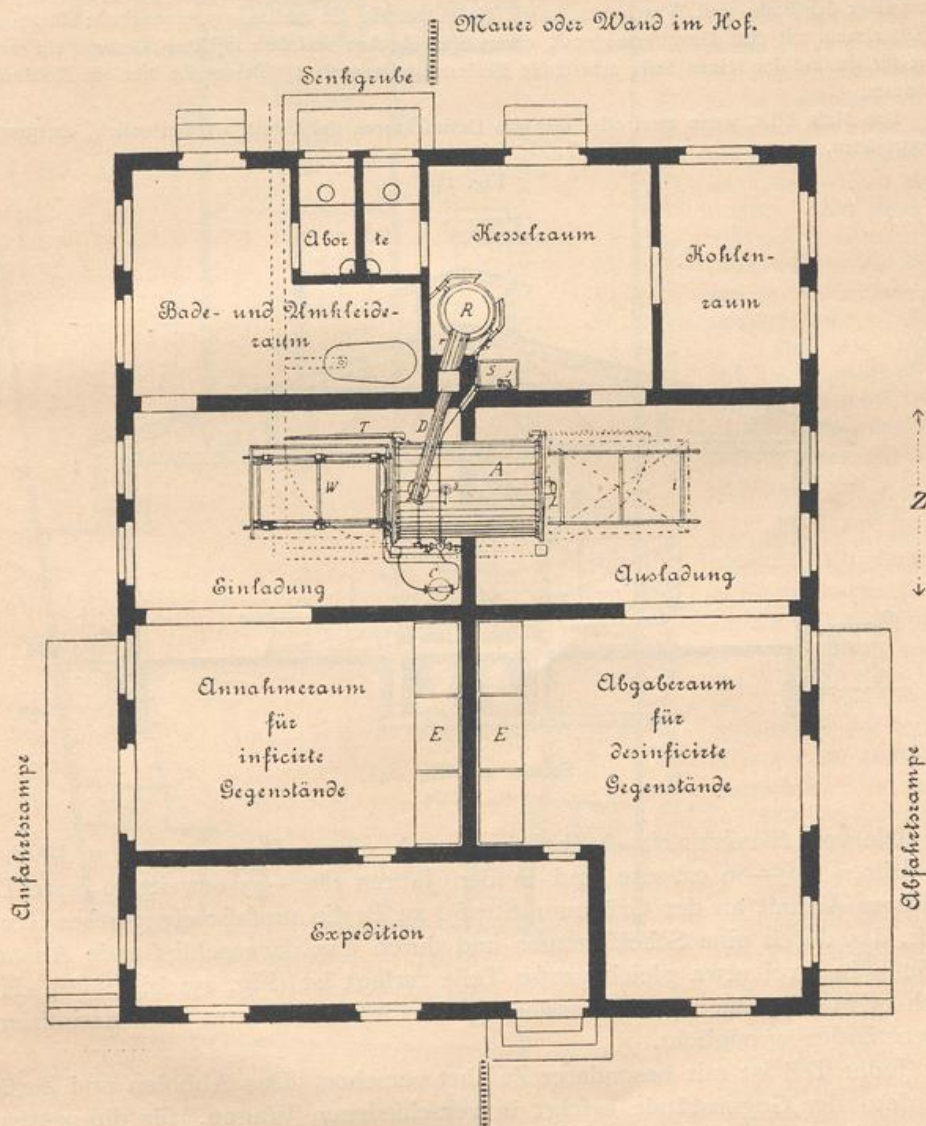 Mauer oder Wand im Hof.
Senkgrube
Abor te
Kesselraum
Kohlen-
raum
Bade- und Umkleide-
raum
R
r
K
S
D
T
W
s
A
t
Z
C
Einladung
Ausladung
Annahmeraum
für
inficirte
Gegenstände
E
E
Abgaberaum
für
desinficirte
Gegenstände
Anfahrtsrampe
Abfahrtsrampe
Expedition